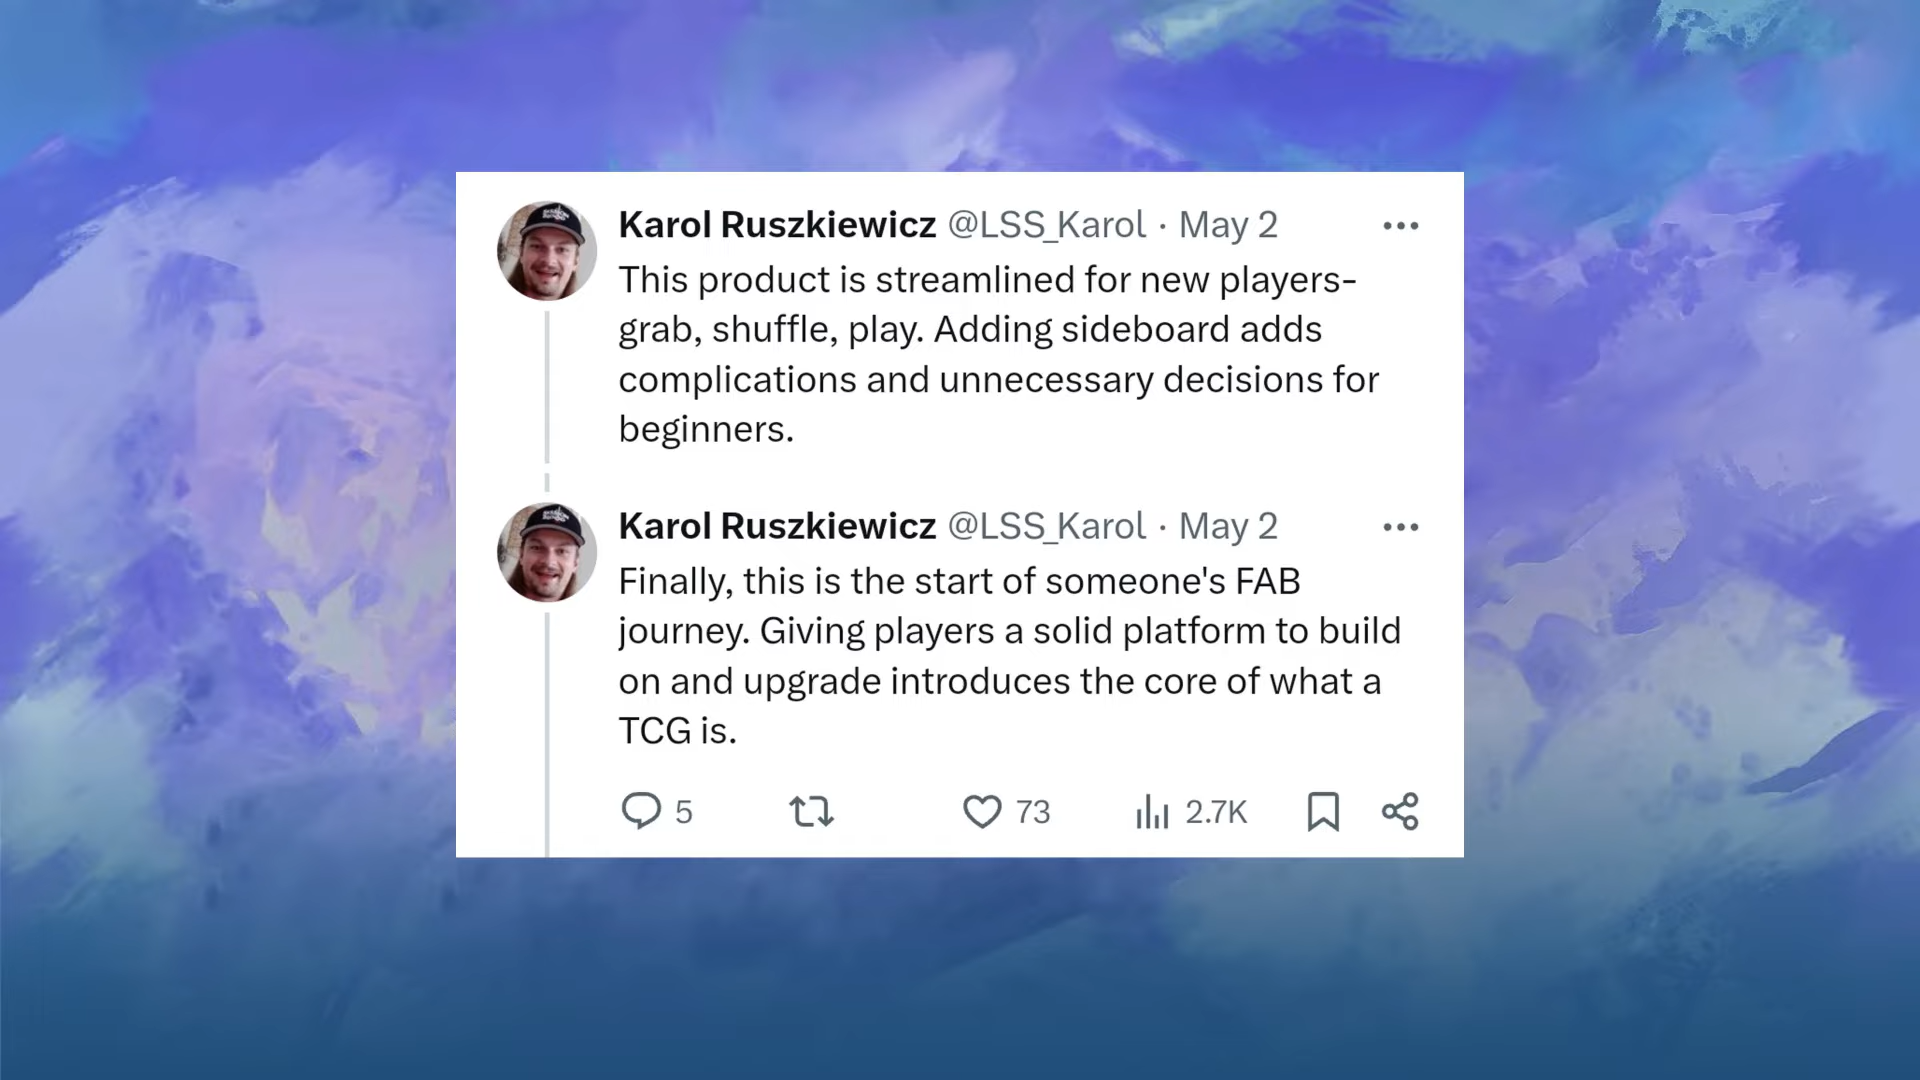 Karol Ruszkiewicz @LSS_Karol · May 2
This product is streamlined for new players-
grab, shuffle, play. Adding sideboard adds
complications and unnecessary decisions for
beginners.
Karol Ruszkiewicz @LSS_Karol · May 2
Finally, this is the start of someone's FAB
journey. Giving players a solid platform to build
on and upgrade introduces the core of what a
TCG is.
5 73 2.7K